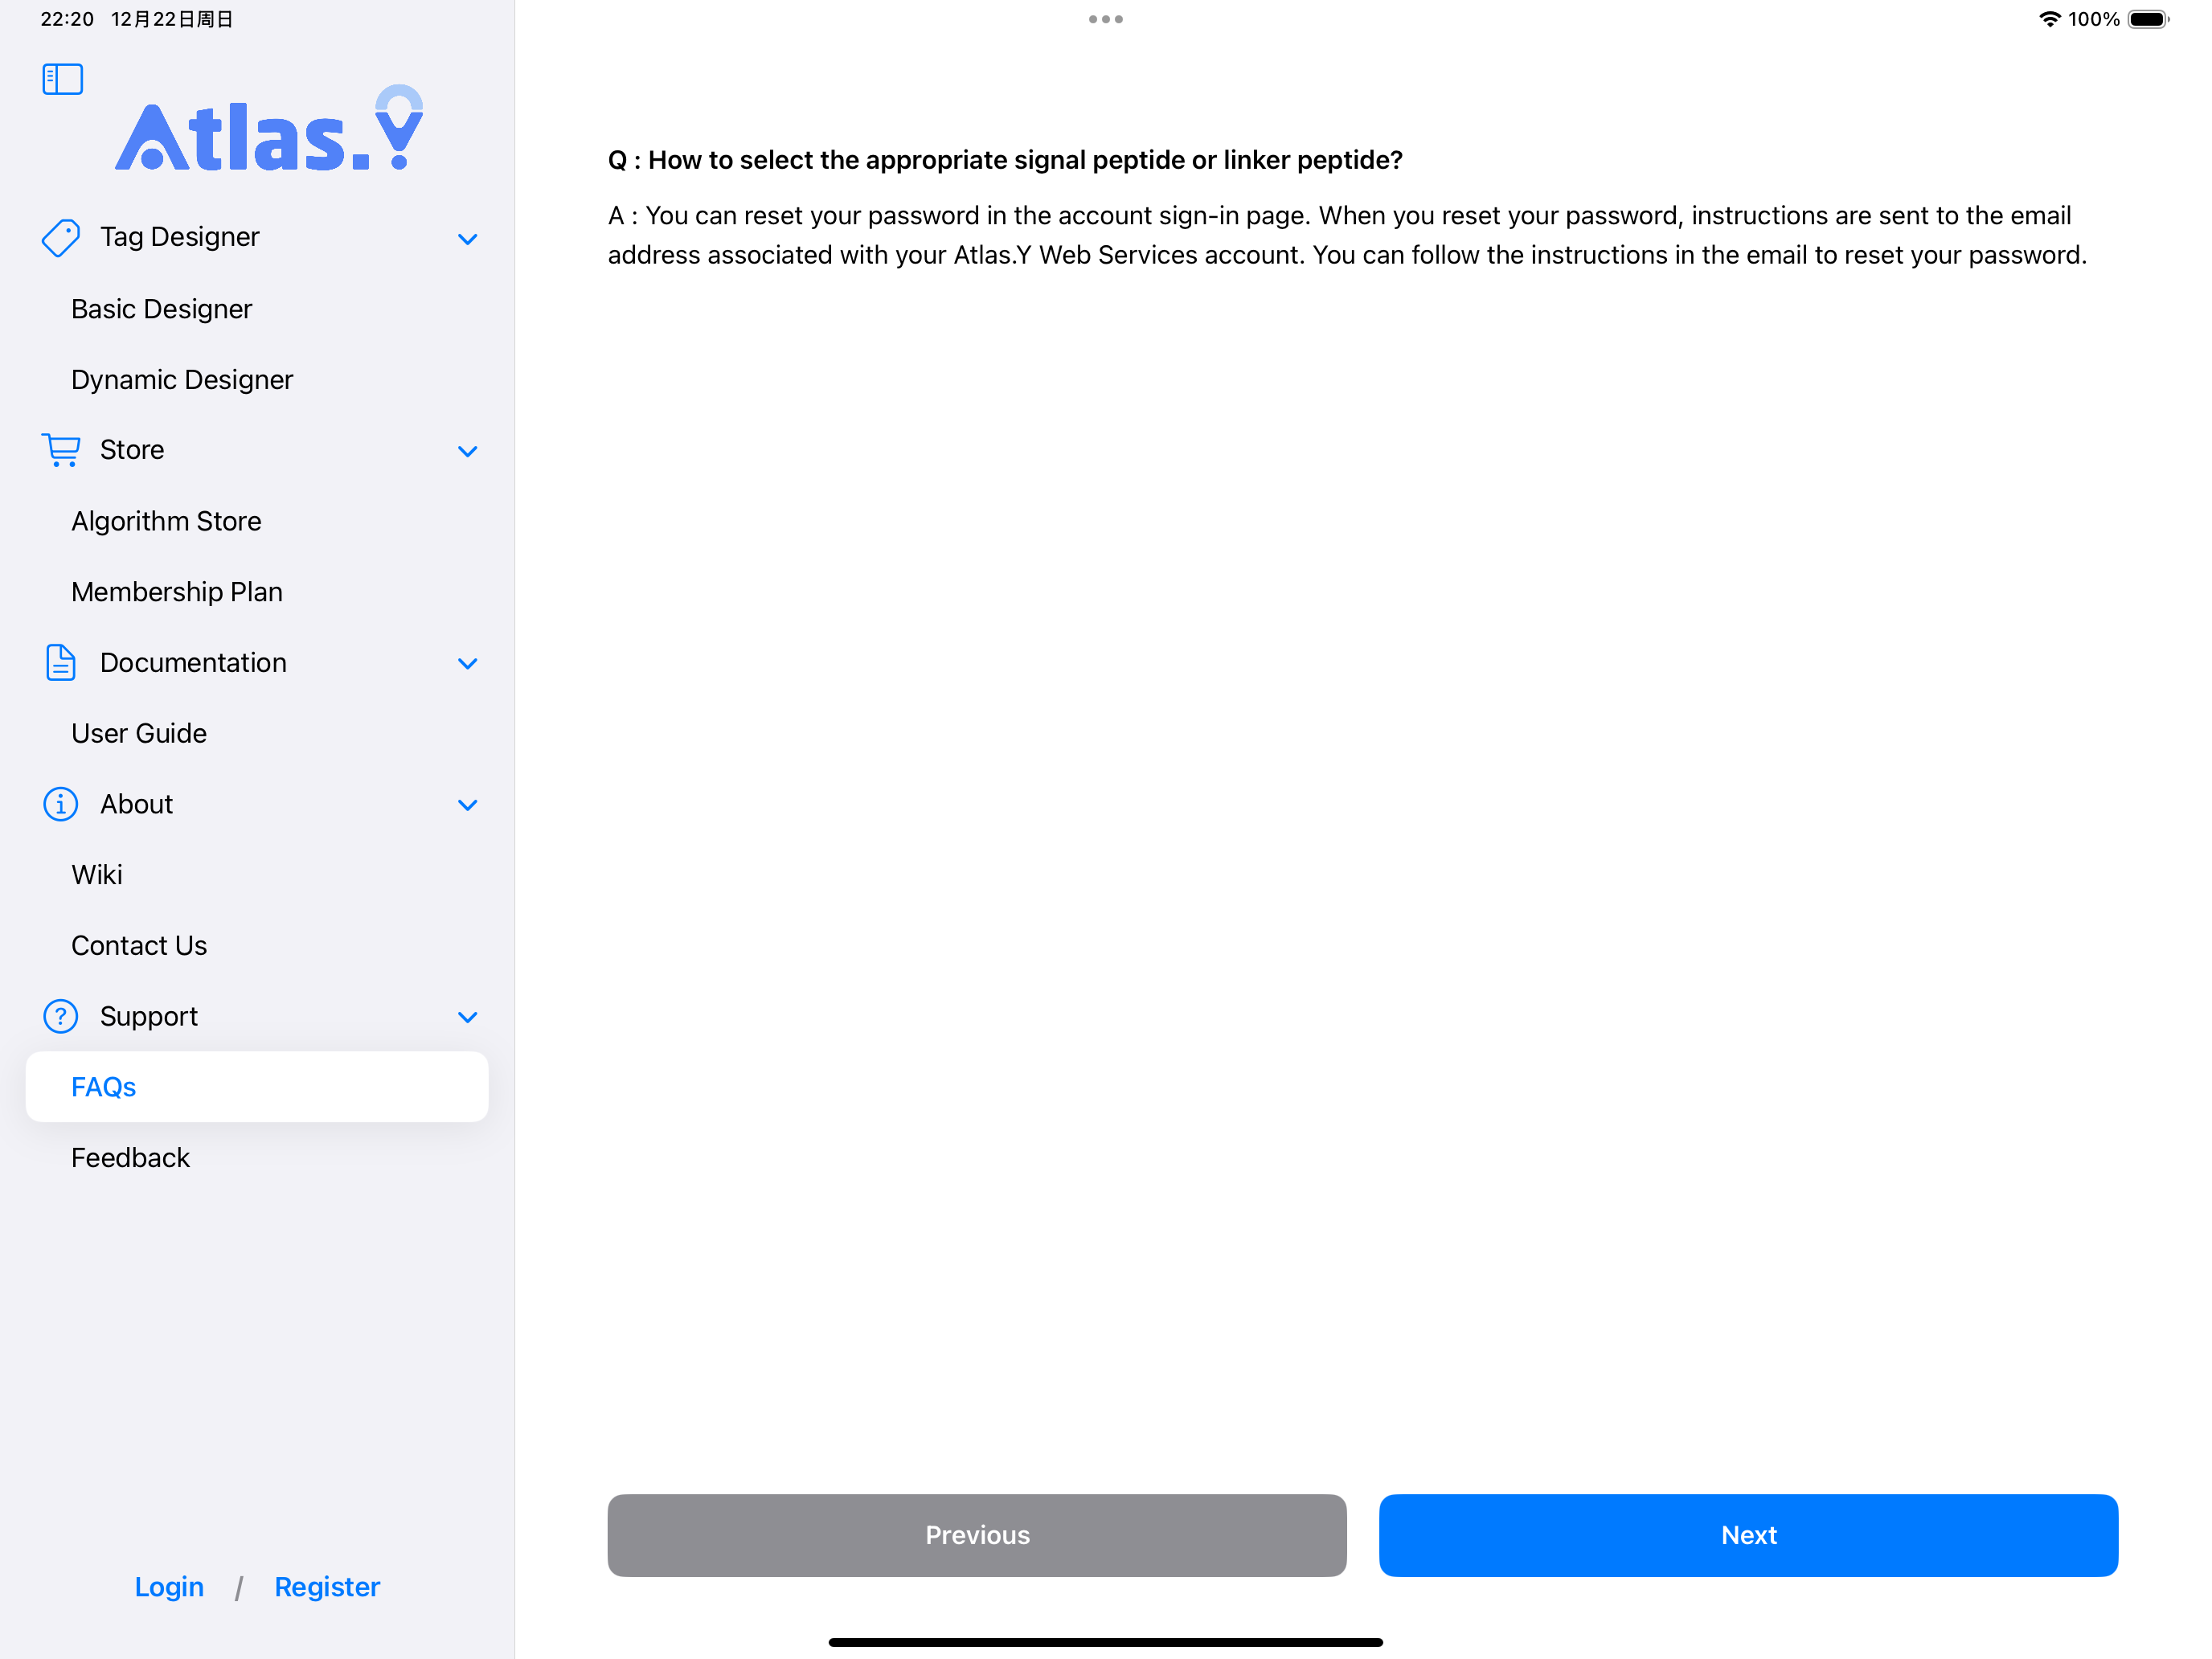 22:20 12月22日周日
100%
Atlas.Y
Tag Designer
Basic Designer
Dynamic Designer
Store
Algorithm Store
Membership Plan
Documentation
User Guide
About
Wiki
Contact Us
Support
FAQs
Feedback
Login / Register
Q : How to select the appropriate signal peptide or linker peptide?
A : You can reset your password in the account sign-in page. When you reset your password, instructions are sent to the email
address associated with your Atlas.Y Web Services account. You can follow the instructions in the email to reset your password.
Previous
Next